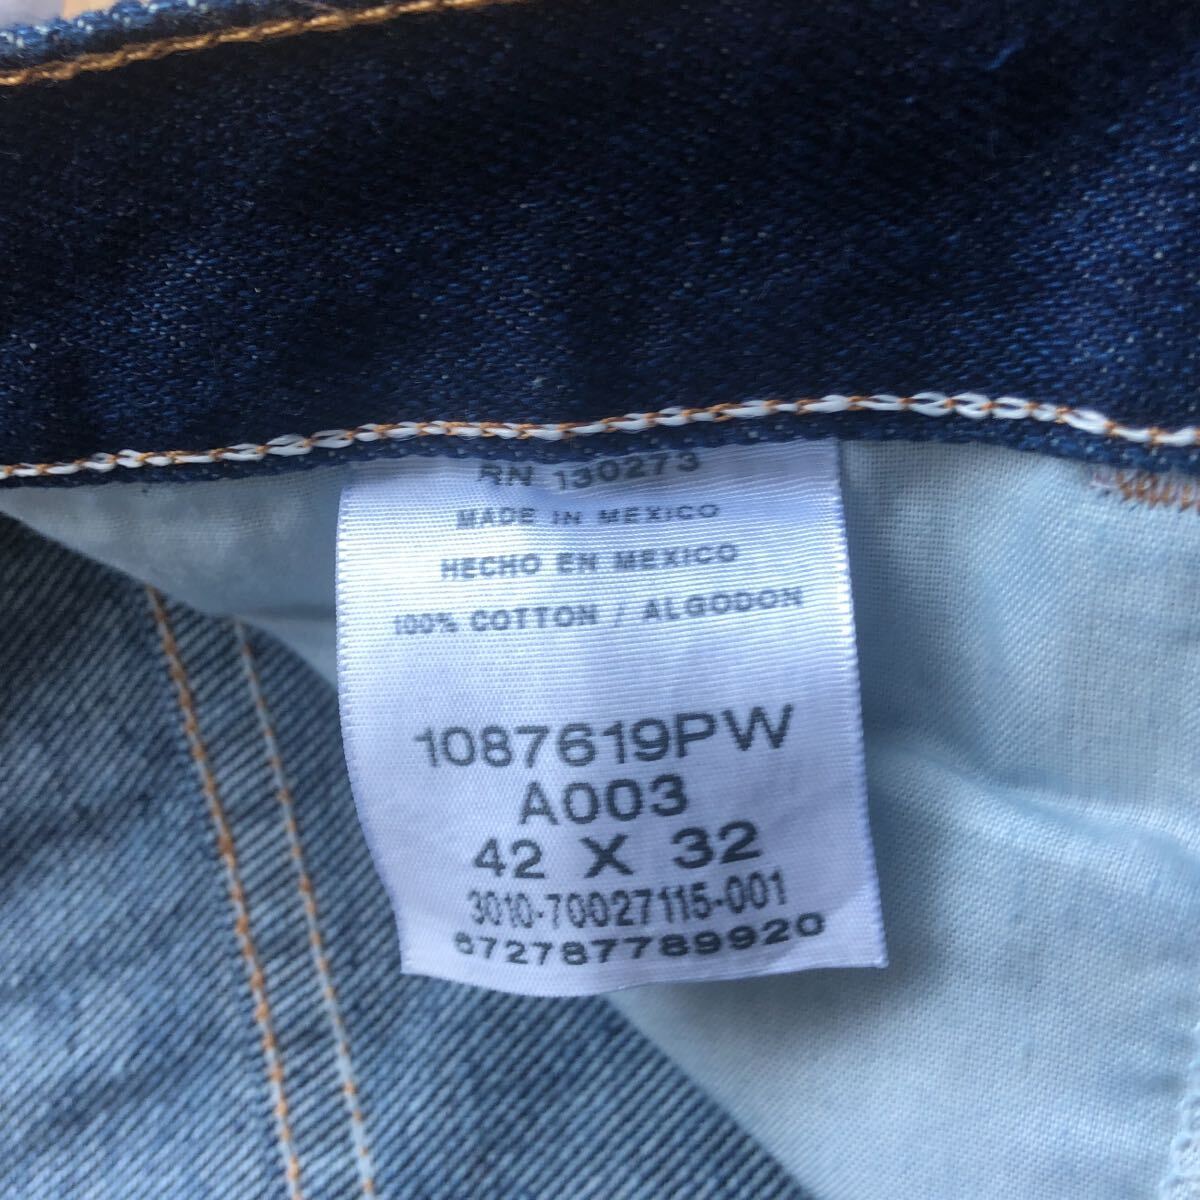 RN 130273
MADE IN MEXICO
HECHO EN MEXICO
100% COTTON / ALGODON
1087619PW
A003
42 X 32
3010-70027115-001
672787789920